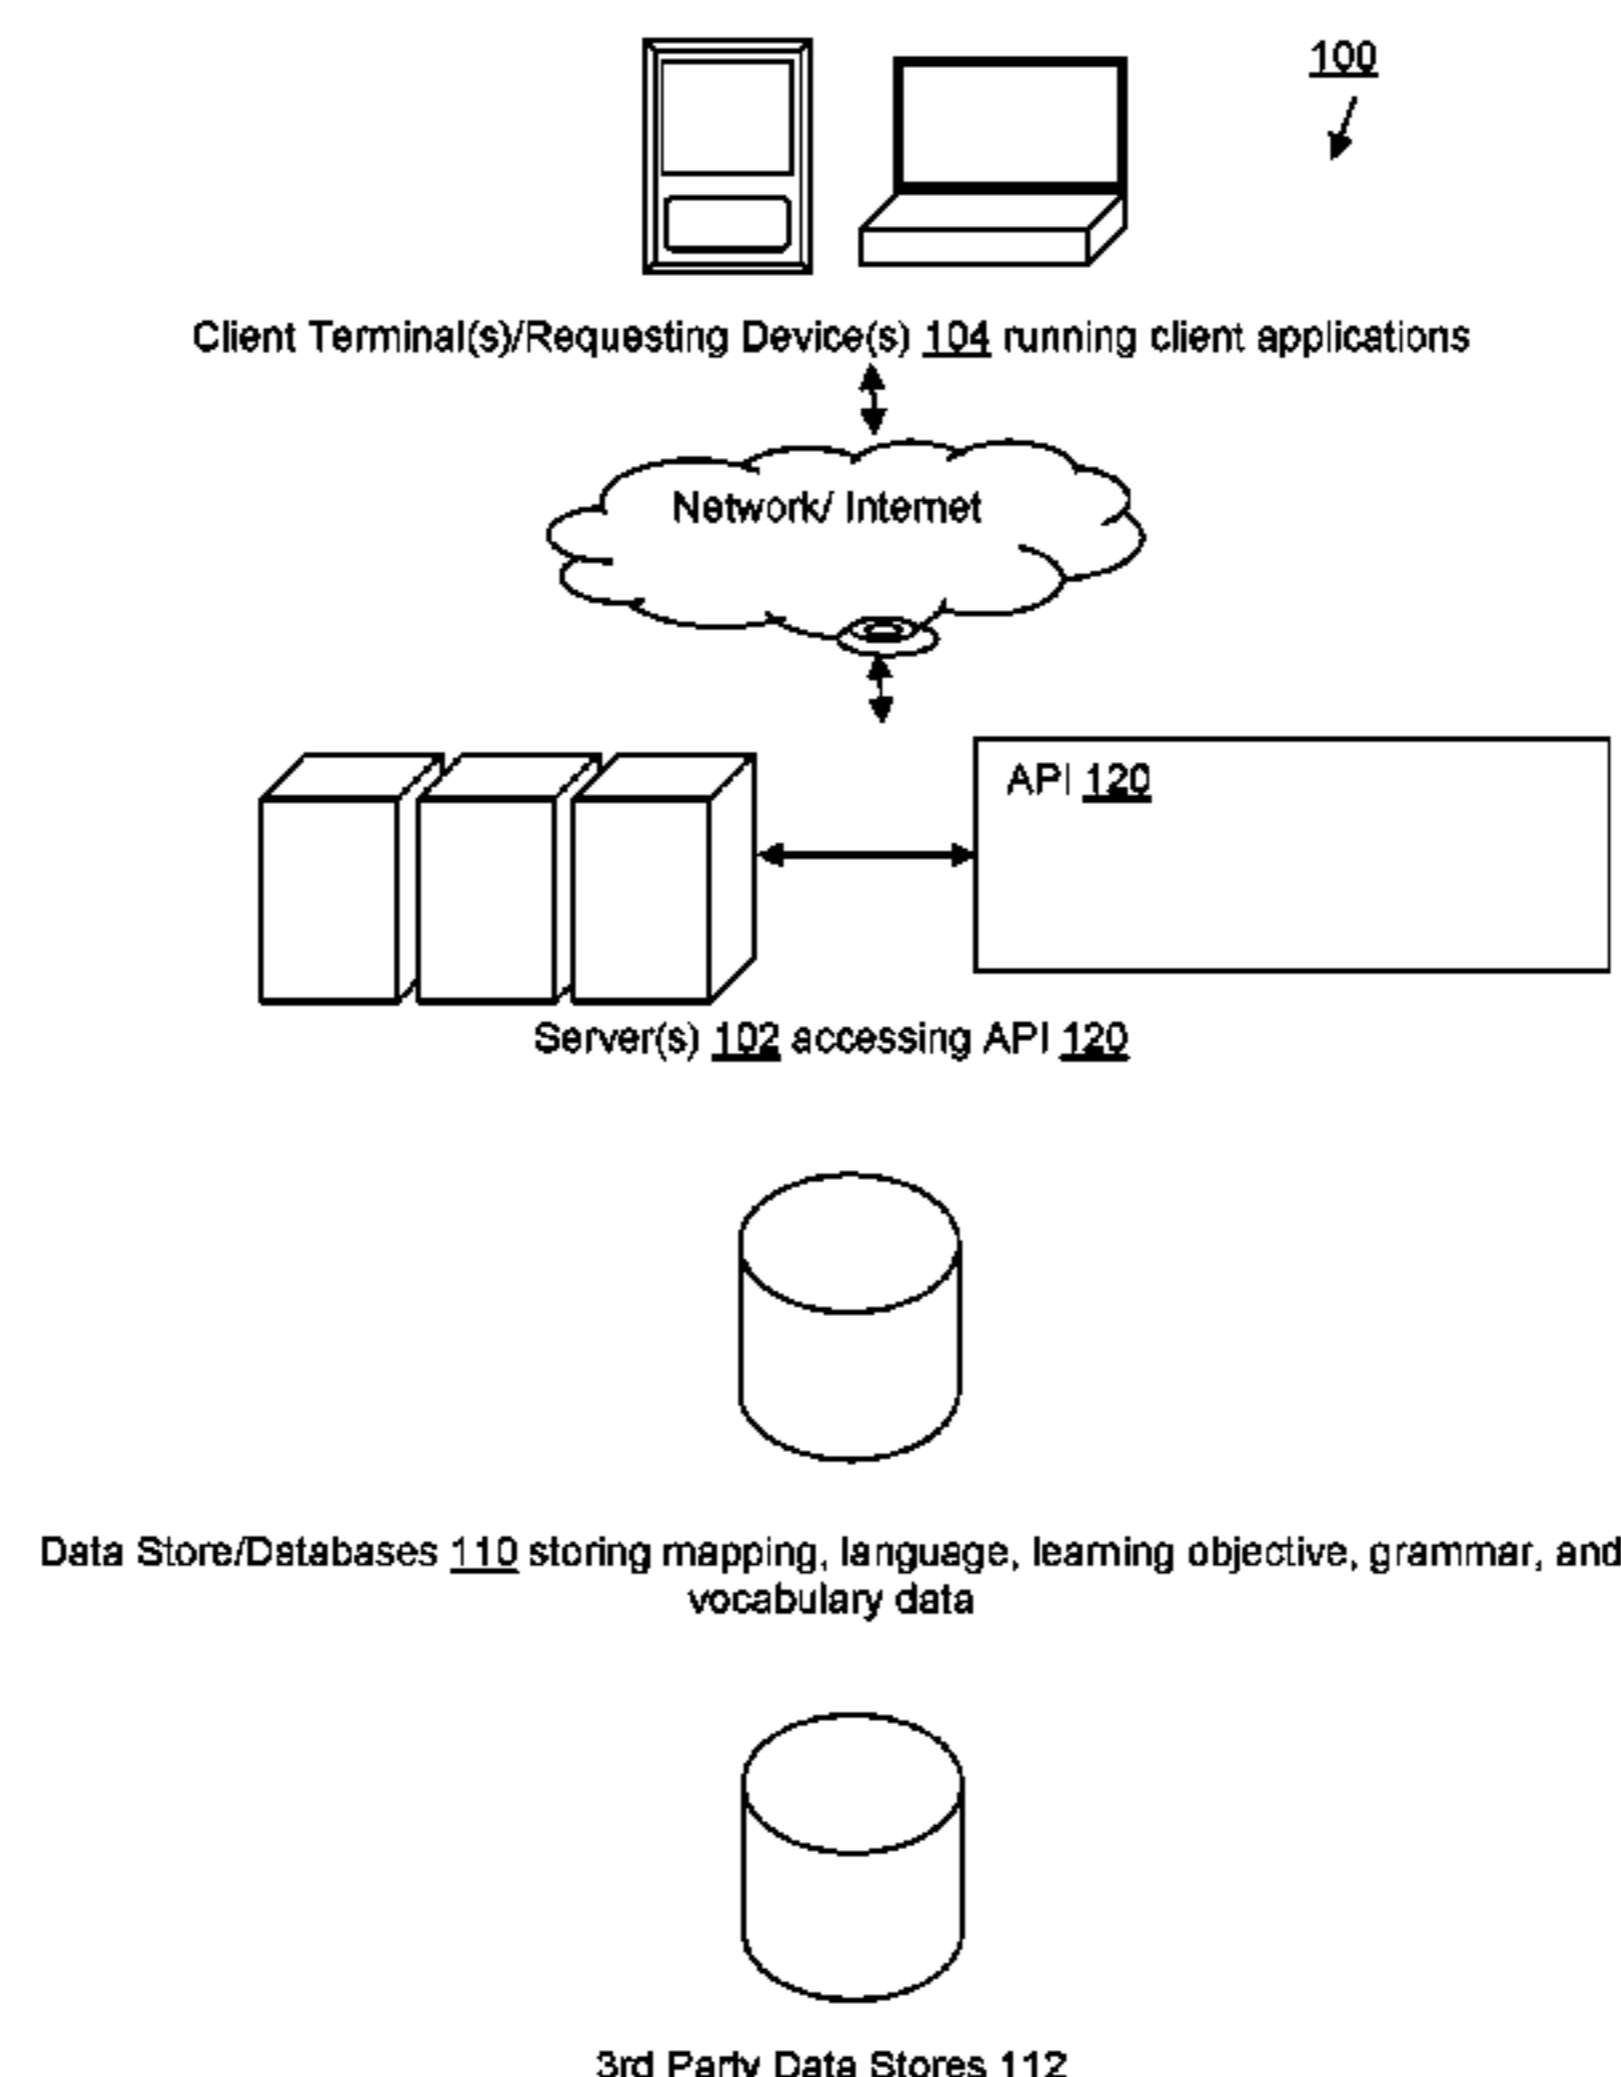 100
Client Terminal(s)/Requesting Device(s) 104 running client applications
Network/ Internet
API 120
Server(s) 102 accessing API 120
Data Store/Databases 110 storing mapping, language, learning objective, grammar, and
vocabulary data
3rd Party Data Stores 112